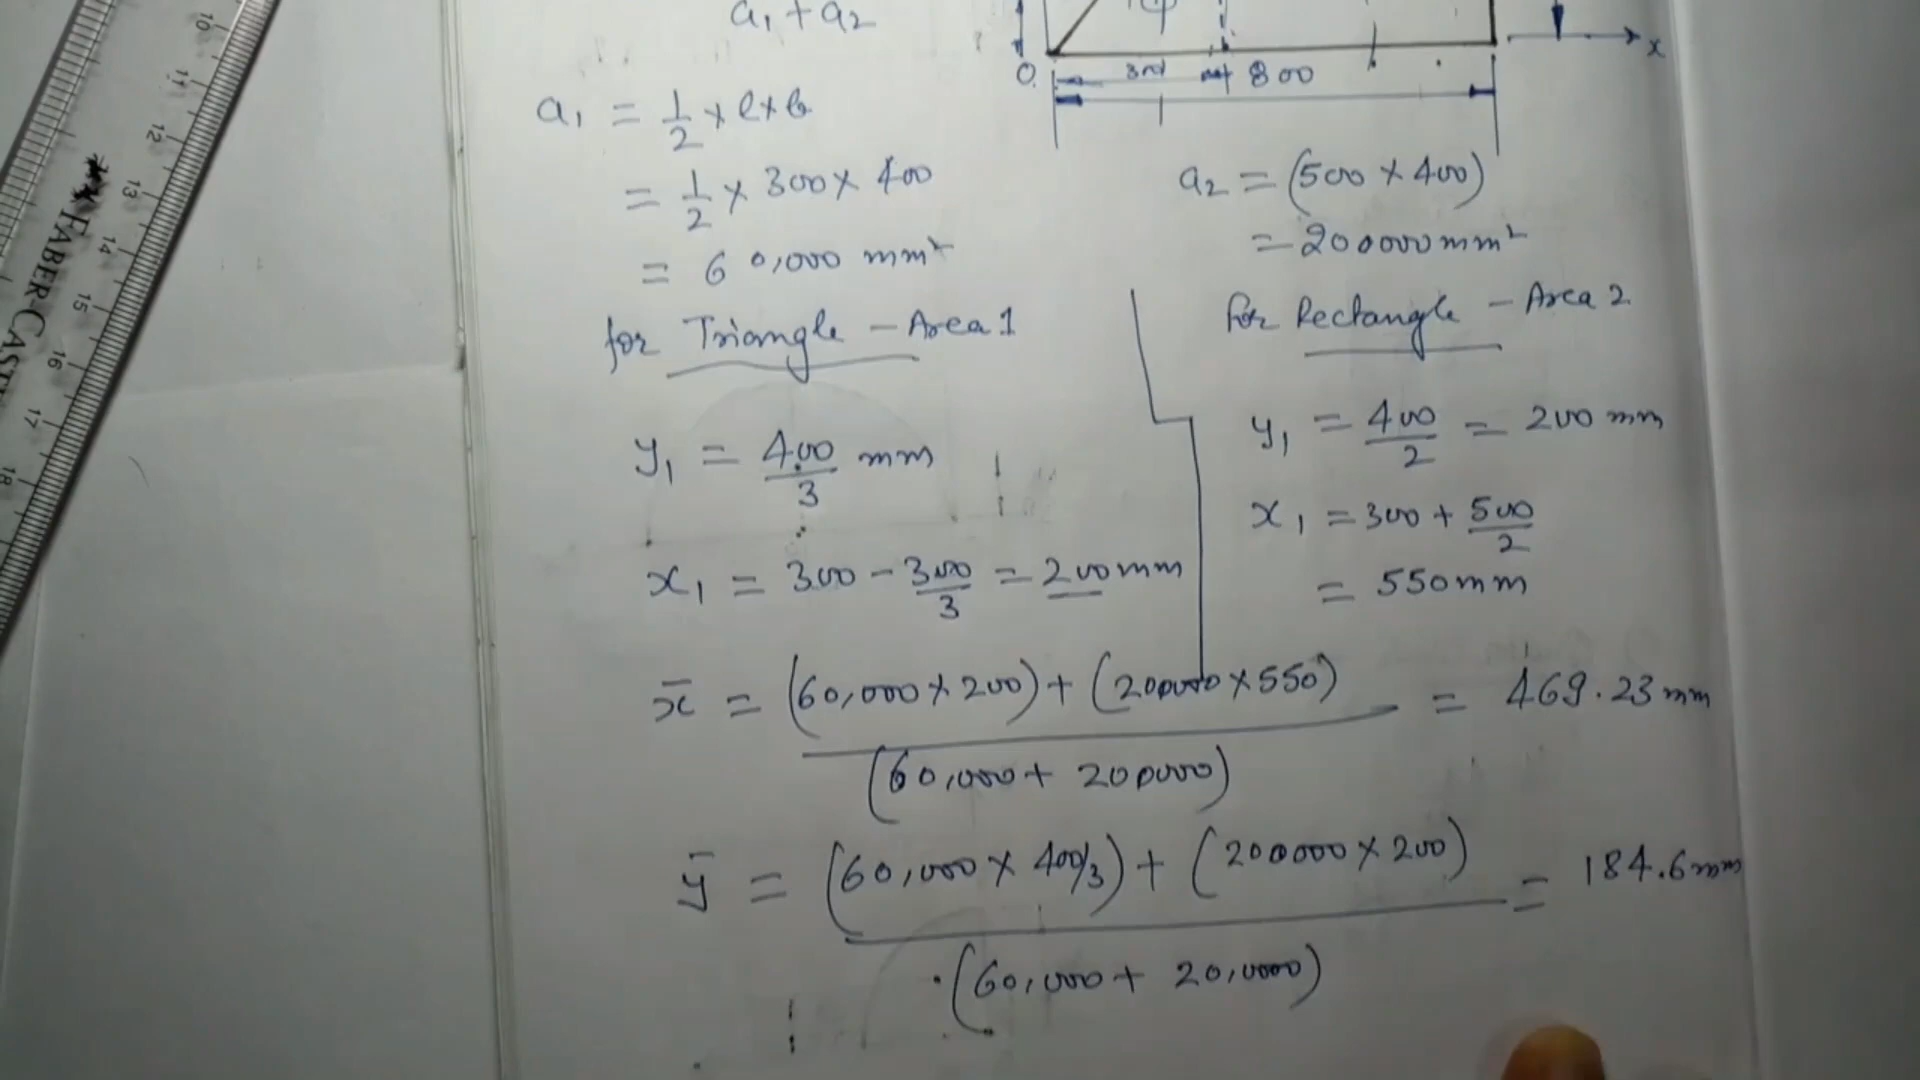 a₁ + a₂
O
300
800
x
a₁ = 1/2 × l × b
= 1/2 × 300 × 400
= 60,000 mm²
a₂ = (500 × 400)
= 200000 mm²
for Triangle – Area 1
y₁ = 400/3 mm
x₁ = 300 - 300/3 = 200 mm
for Rectangle – Area 2
y₁ = 400/2 = 200 mm
x₁ = 300 + 500/2
= 550 mm
x̄ = (60,000 × 200) + (200000 × 550) = 469.23 mm
(60,000 + 200000)
ȳ = (60,000 × 400/3) + (200000 × 200) = 184.6 mm
(60,000 + 20,0000)
10
11
12
13
14
15
16
17
18
FABER-CAST